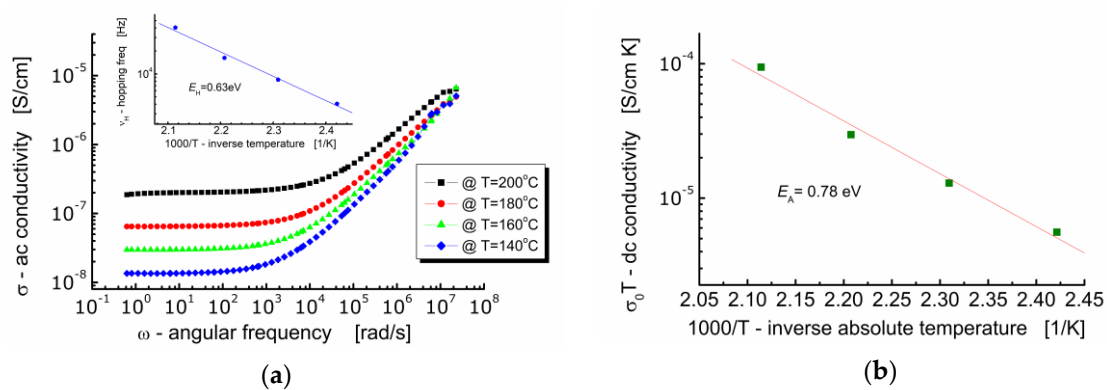 10⁻⁵
10⁻⁶
10⁻⁷
10⁻⁸
σ - ac conductivity [S/cm]
10⁻¹ 10⁰ 10¹ 10² 10³ 10⁴ 10⁵ 10⁶ 10⁷ 10⁸
ω - angular frequency [rad/s]
ν_H - hopping freq [Hz]
10⁴
E_H=0.63eV
2.1 2.2 2.3 2.4
1000/T - inverse temperature [1/K]
@ T=200°C
@ T=180°C
@ T=160°C
@ T=140°C
(a)
10⁻⁴
10⁻⁵
σ₀T - dc conductivity [S/cm K]
E_A= 0.78 eV
2.05 2.10 2.15 2.20 2.25 2.30 2.35 2.40 2.45
1000/T - inverse absolute temperature [1/K]
(b)